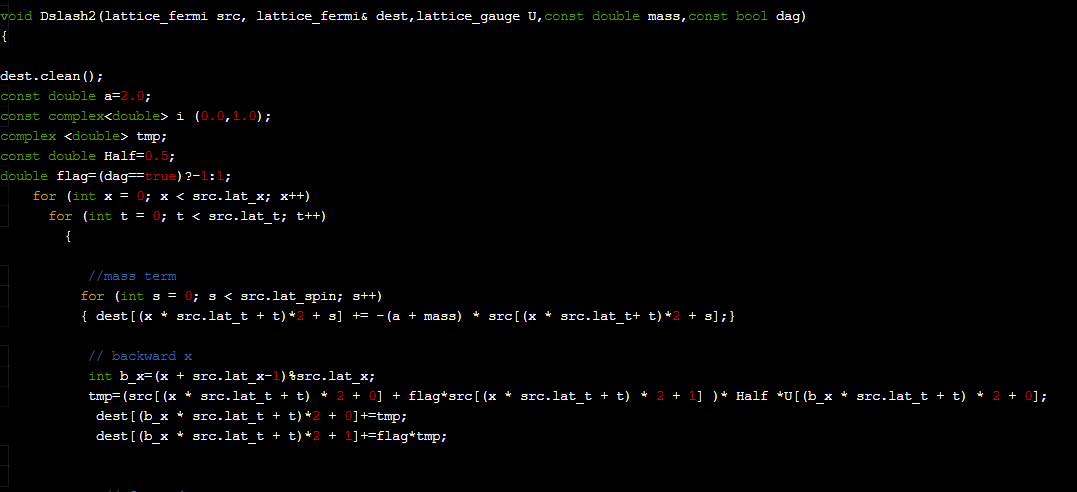 void Dslash2(lattice_fermi src, lattice_fermi& dest,lattice_gauge U,const double mass,const bool dag)
{
dest.clean();
const double a=2.0;
const complex<double> i (0.0,1.0);
complex <double> tmp;
const double Half=0.5;
double flag=(dag==true)?-1:1;
for (int x = 0; x < src.lat_x; x++)
for (int t = 0; t < src.lat_t; t++)
{
//mass term
for (int s = 0; s < src.lat_spin; s++)
{ dest[(x * src.lat_t + t)*2 + s] += -(a + mass) * src[(x * src.lat_t+ t)*2 + s];}
// backward x
int b_x=(x + src.lat_x-1)%src.lat_x;
tmp=(src[(x * src.lat_t + t) * 2 + 0] + flag*src[(x * src.lat_t + t) * 2 + 1] )* Half *U[(b_x * src.lat_t + t) * 2 + 0];
dest[(b_x * src.lat_t + t)*2 + 0]+=tmp;
dest[(b_x * src.lat_t + t)*2 + 1]+=flag*tmp;